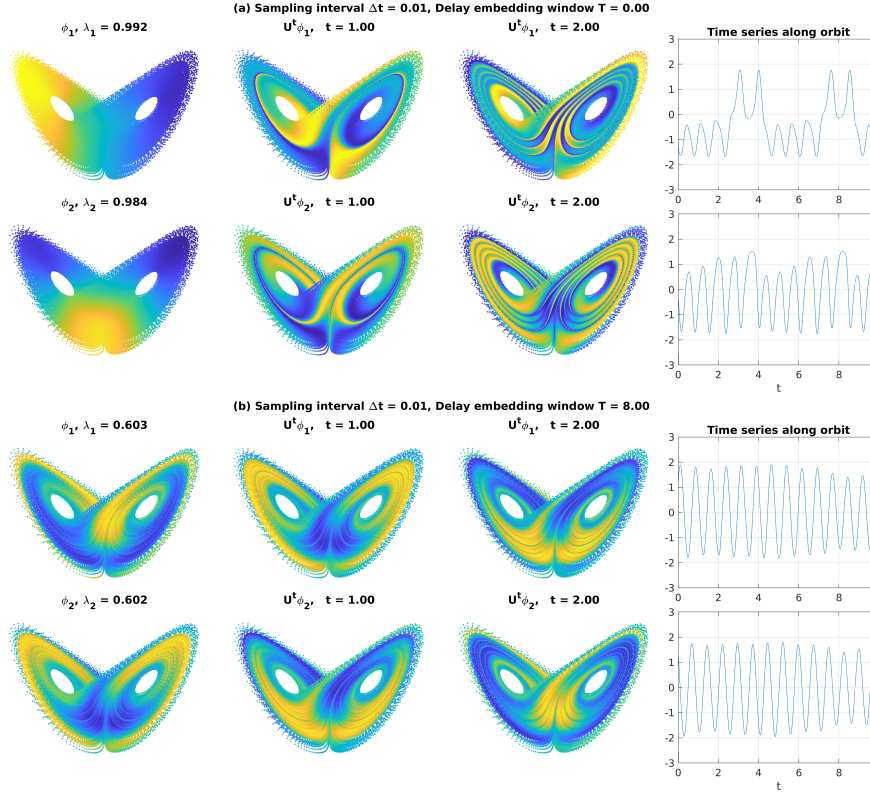 (a) Sampling interval Δt = 0.01, Delay embedding window T = 0.00
ϕ₁, λ₁ = 0.992
Uᵗϕ₁, t = 1.00
Uᵗϕ₁, t = 2.00
Time series along orbit
3
2
1
0
-1
-2
-3
0 2 4 6 8
ϕ₂, λ₂ = 0.984
Uᵗϕ₂, t = 1.00
Uᵗϕ₂, t = 2.00
3
2
1
0
-1
-2
-3
0 2 4 6 8
t
(b) Sampling interval Δt = 0.01, Delay embedding window T = 8.00
ϕ₁, λ₁ = 0.603
Uᵗϕ₁, t = 1.00
Uᵗϕ₁, t = 2.00
Time series along orbit
3
2
1
0
-1
-2
-3
0 2 4 6 8
ϕ₂, λ₂ = 0.602
Uᵗϕ₂, t = 1.00
Uᵗϕ₂, t = 2.00
3
2
1
0
-1
-2
-3
0 2 4 6 8
t